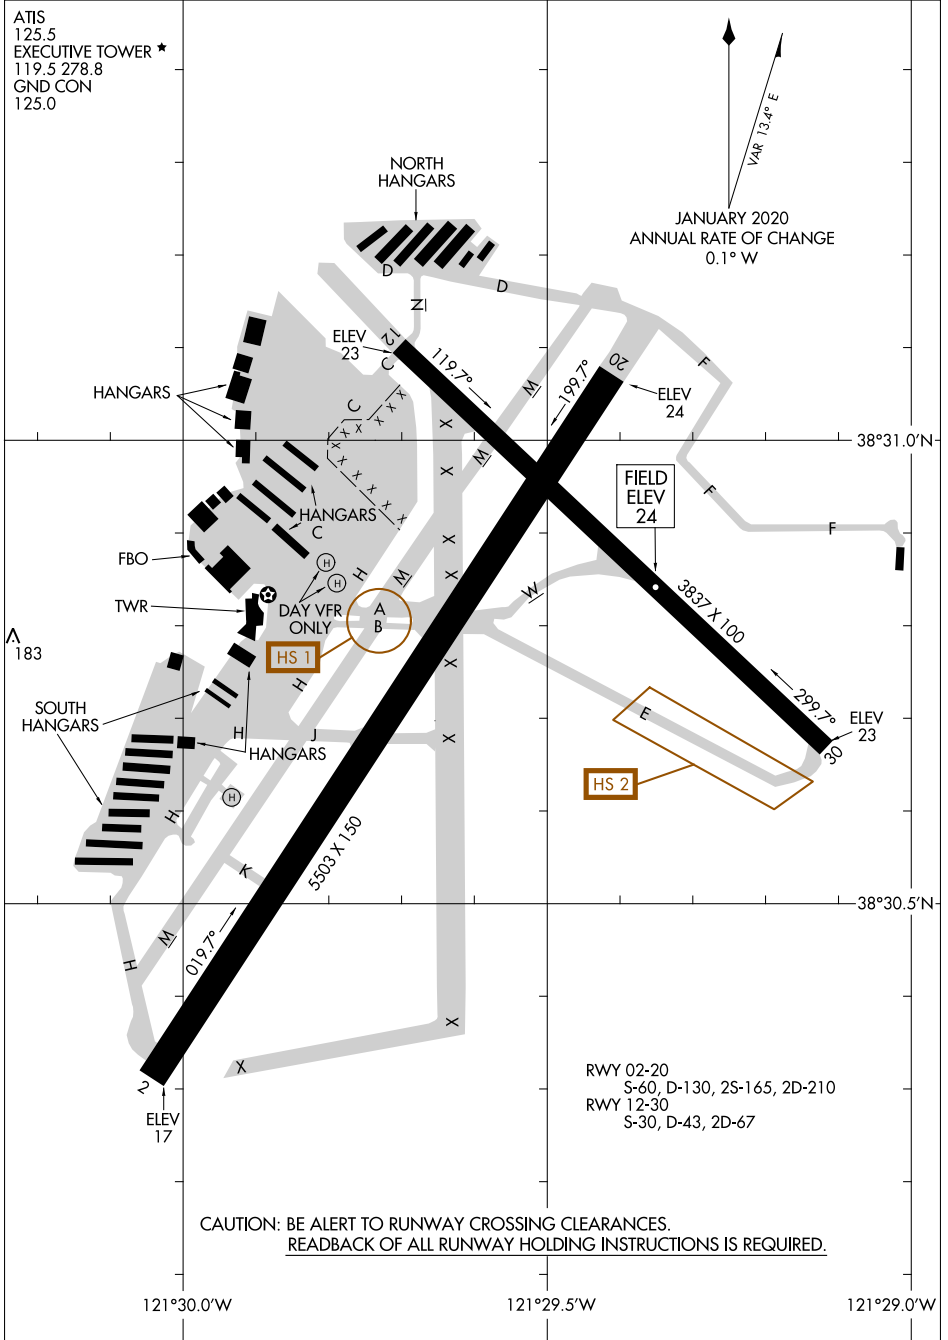 ATIS
125.5
EXECUTIVE TOWER ★
119.5 278.8
GND CON
125.0
VAR 13.4° E
JANUARY 2020
ANNUAL RATE OF CHANGE
0.1° W
NORTH
HANGARS
D
D
N
12
ELEV
23
C
119.7°
20
199.7°
ELEV
24
F
M
HANGARS
C
X X X X X X X
X
M
38°31.0'N
X
X X X X X X
FIELD
ELEV
24
F
F
HANGARS
C
X
FBO
H
H
DAY VFR
ONLY
H
M
X
W
3837 X 100
TWR
A
B
HS 1
183
X
H
299.7°
ELEV
23
30
E
HS 2
SOUTH
HANGARS
H
J
X
HANGARS
H
H
5503 X 150
K
38°30.5'N
M
019.7°
H
X
X
2
ELEV
17
RWY 02-20
S-60, D-130, 2S-165, 2D-210
RWY 12-30
S-30, D-43, 2D-67
CAUTION: BE ALERT TO RUNWAY CROSSING CLEARANCES.
READBACK OF ALL RUNWAY HOLDING INSTRUCTIONS IS REQUIRED.
121°30.0'W
121°29.5'W
121°29.0'W